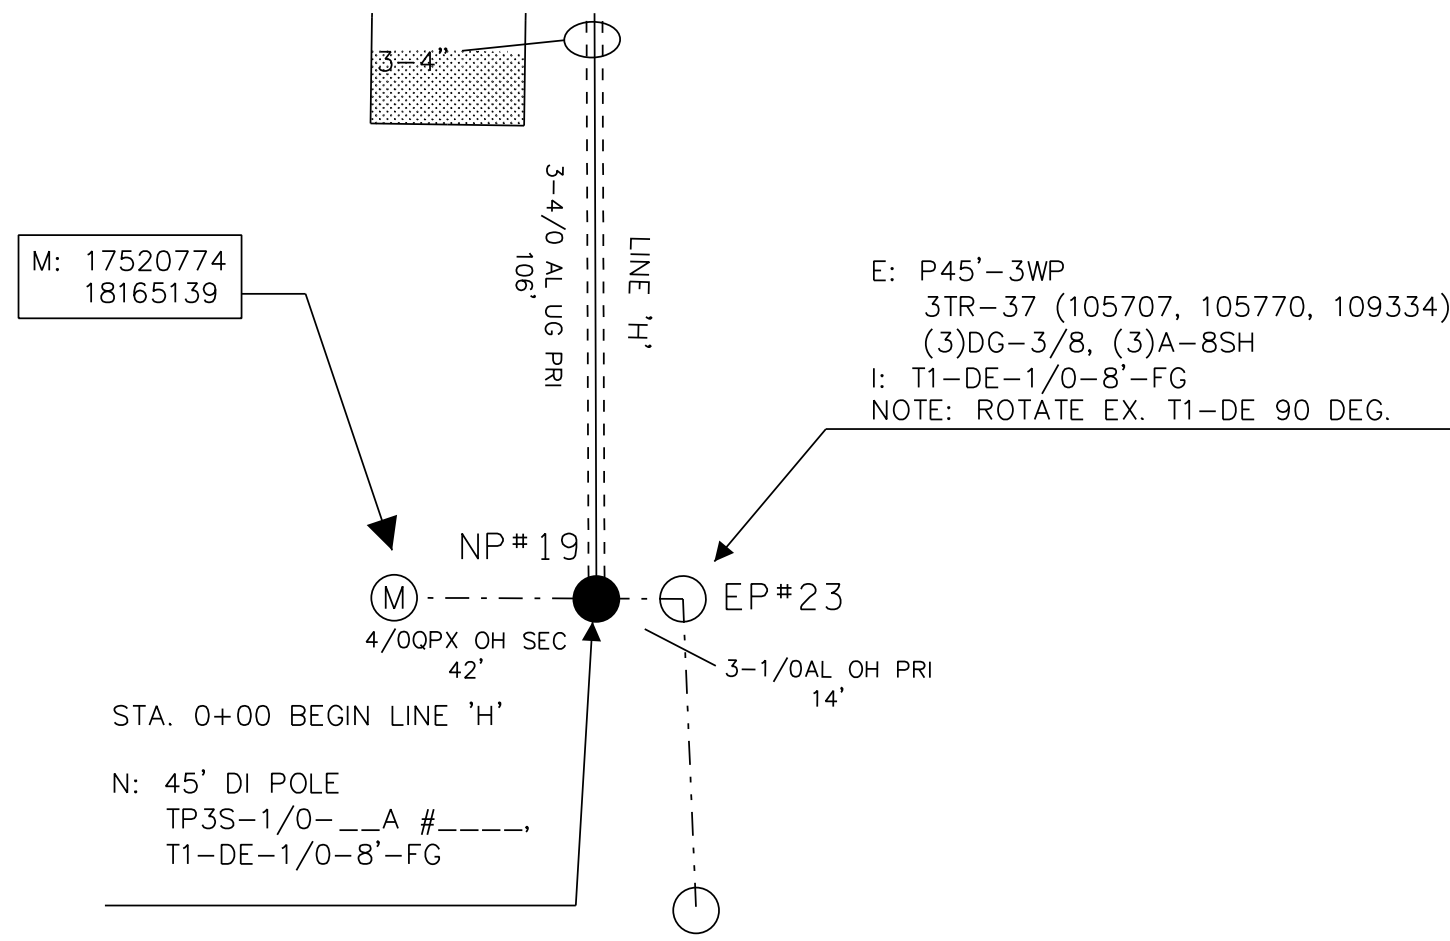 3-4"
3-4/0 AL UG PRI
106'
LINE 'H'
M: 17520774
18165139
E: P45'-3WP
3TR-37 (105707, 105770, 109334)
(3)DG-3/8, (3)A-8SH
I: T1-DE-1/0-8'-FG
NOTE: ROTATE EX. T1-DE 90 DEG.
NP#19
M
EP#23
4/0QPX OH SEC
42'
3-1/0AL OH PRI
14'
STA. 0+00 BEGIN LINE 'H'
N: 45' DI POLE
TP3S-1/0-__A #____,
T1-DE-1/0-8'-FG